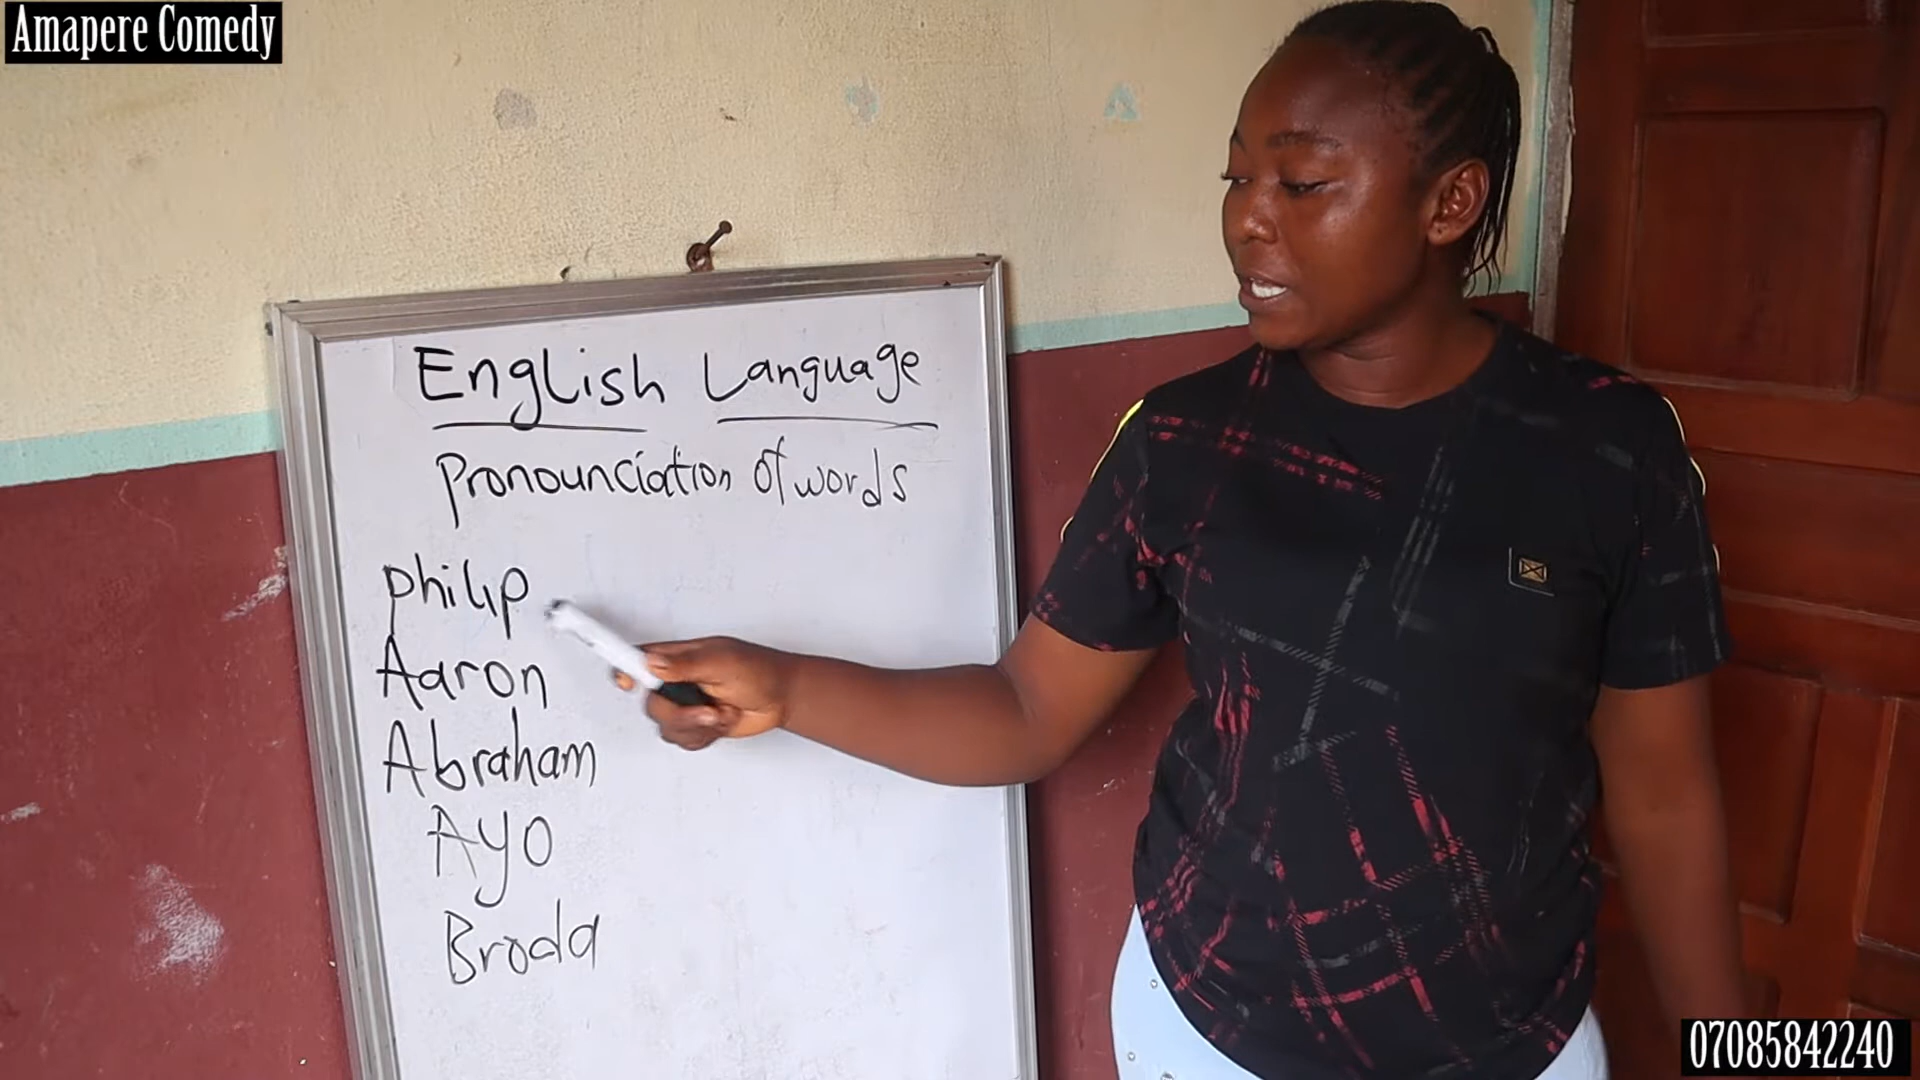 Amapere Comedy
English Language
Pronounciation of words
Philip
Aaron
Abraham
AYO
Broda
07085842240